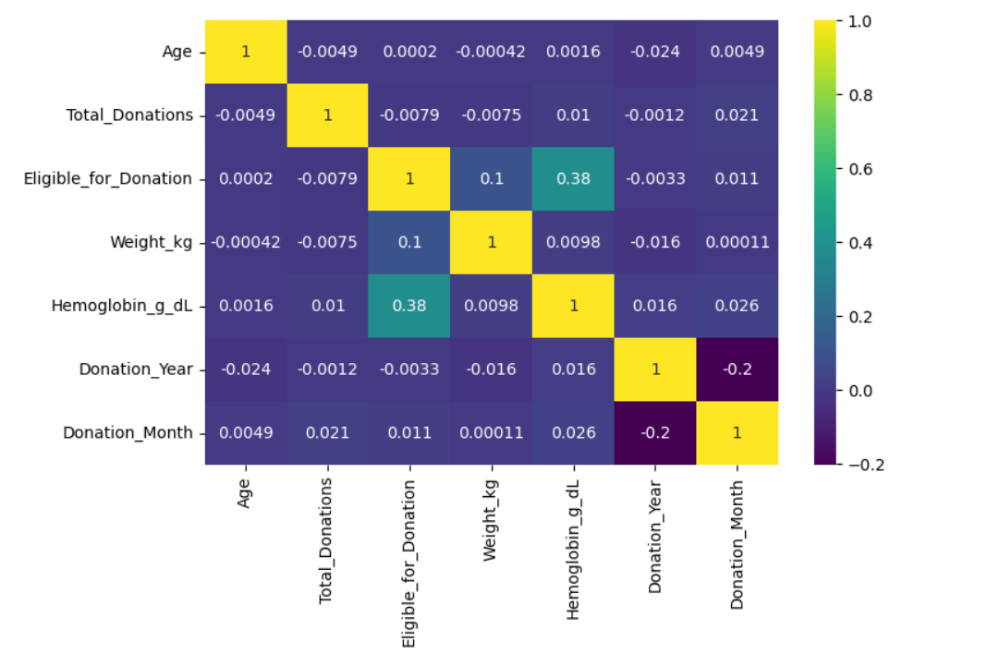 1.0
Age 1 -0.0049 0.0002 -0.00042 0.0016 -0.024 0.0049
0.8
Total_Donations -0.0049 1 -0.0079 -0.0075 0.01 -0.0012 0.021
Eligible_for_Donation 0.0002 -0.0079 1 0.1 0.38 -0.0033 0.011
0.6
Weight_kg -0.00042 -0.0075 0.1 1 0.0098 -0.016 0.00011
0.4
Hemoglobin_g_dL 0.0016 0.01 0.38 0.0098 1 0.016 0.026
0.2
Donation_Year -0.024 -0.0012 -0.0033 -0.016 0.016 1 -0.2
0.0
Donation_Month 0.0049 0.021 0.011 0.00011 0.026 -0.2 1
−0.2
Age
Total_Donations
Eligible_for_Donation
Weight_kg
Hemoglobin_g_dL
Donation_Year
Donation_Month